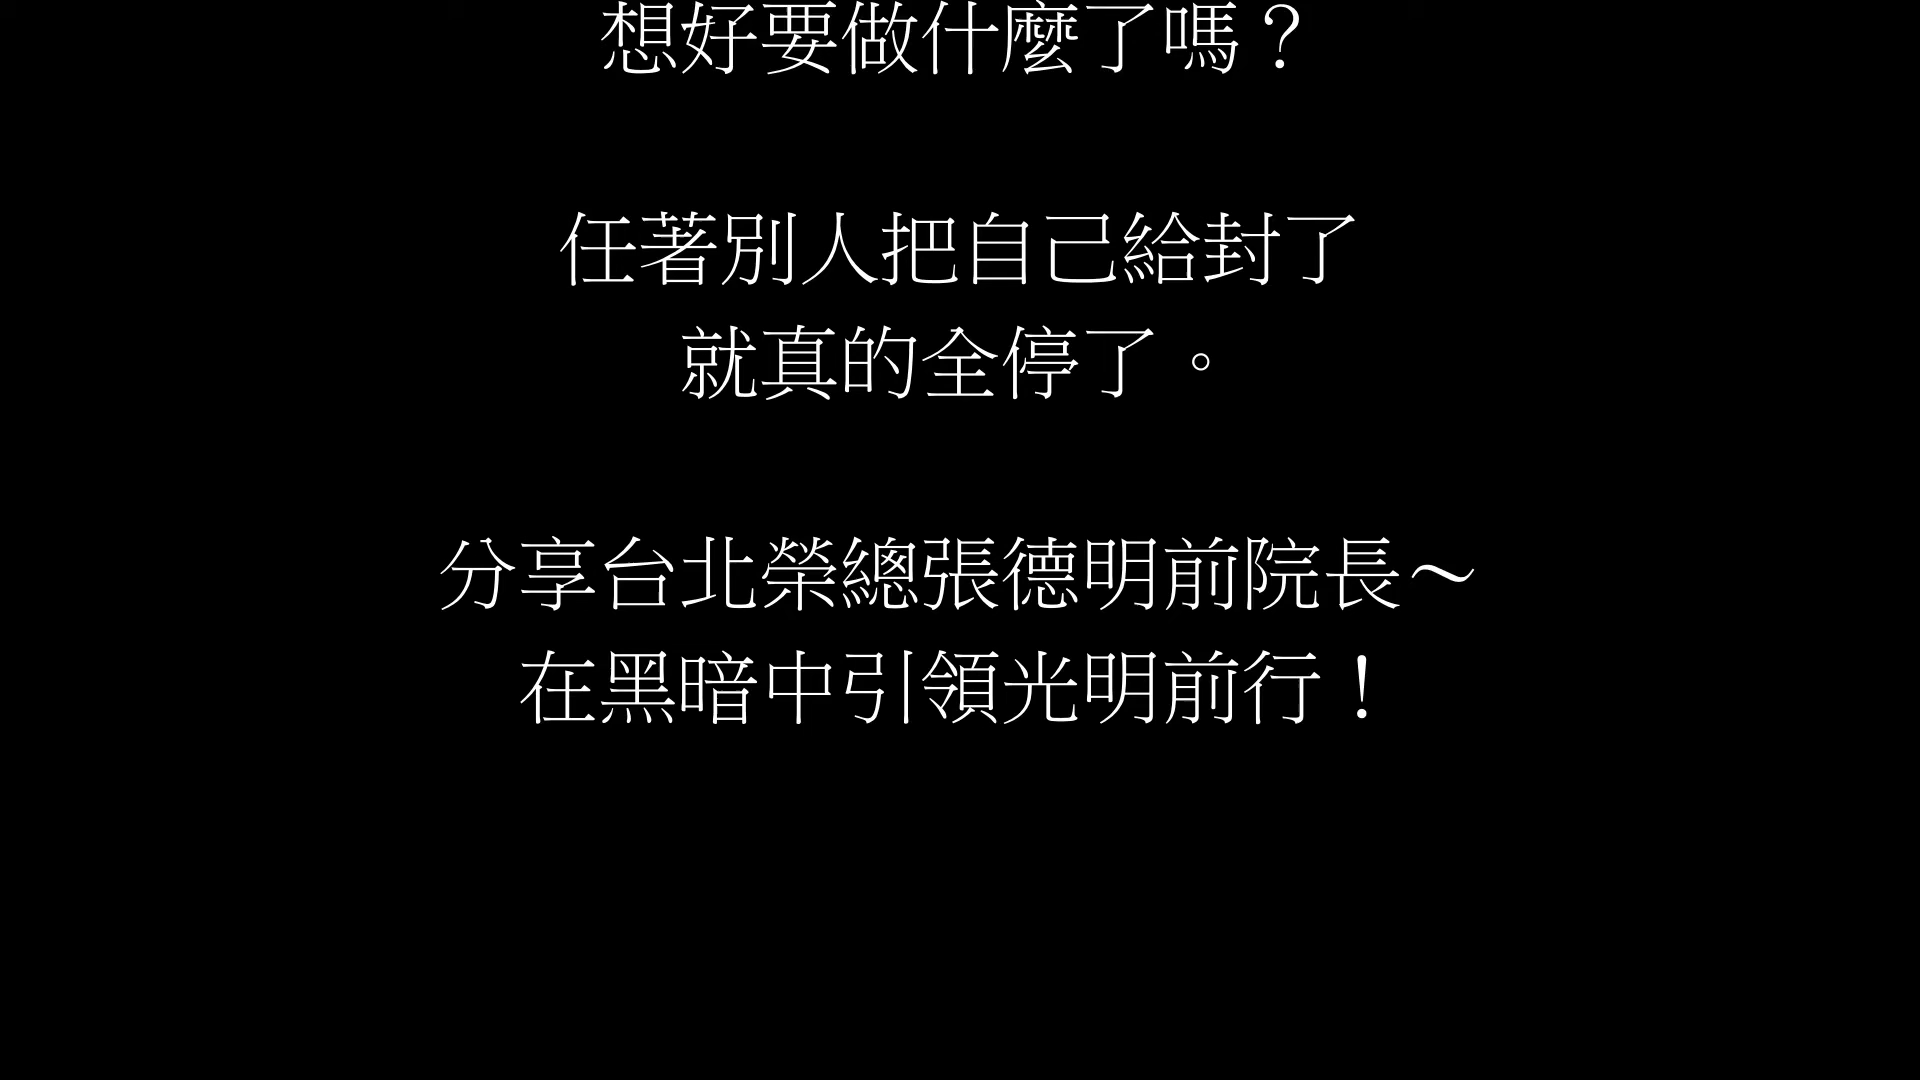 想好要做什麼了嗎？
任著別人把自己給封了
就真的全停了。
分享台北榮總張德明前院長～
在黑暗中引領光明前行！